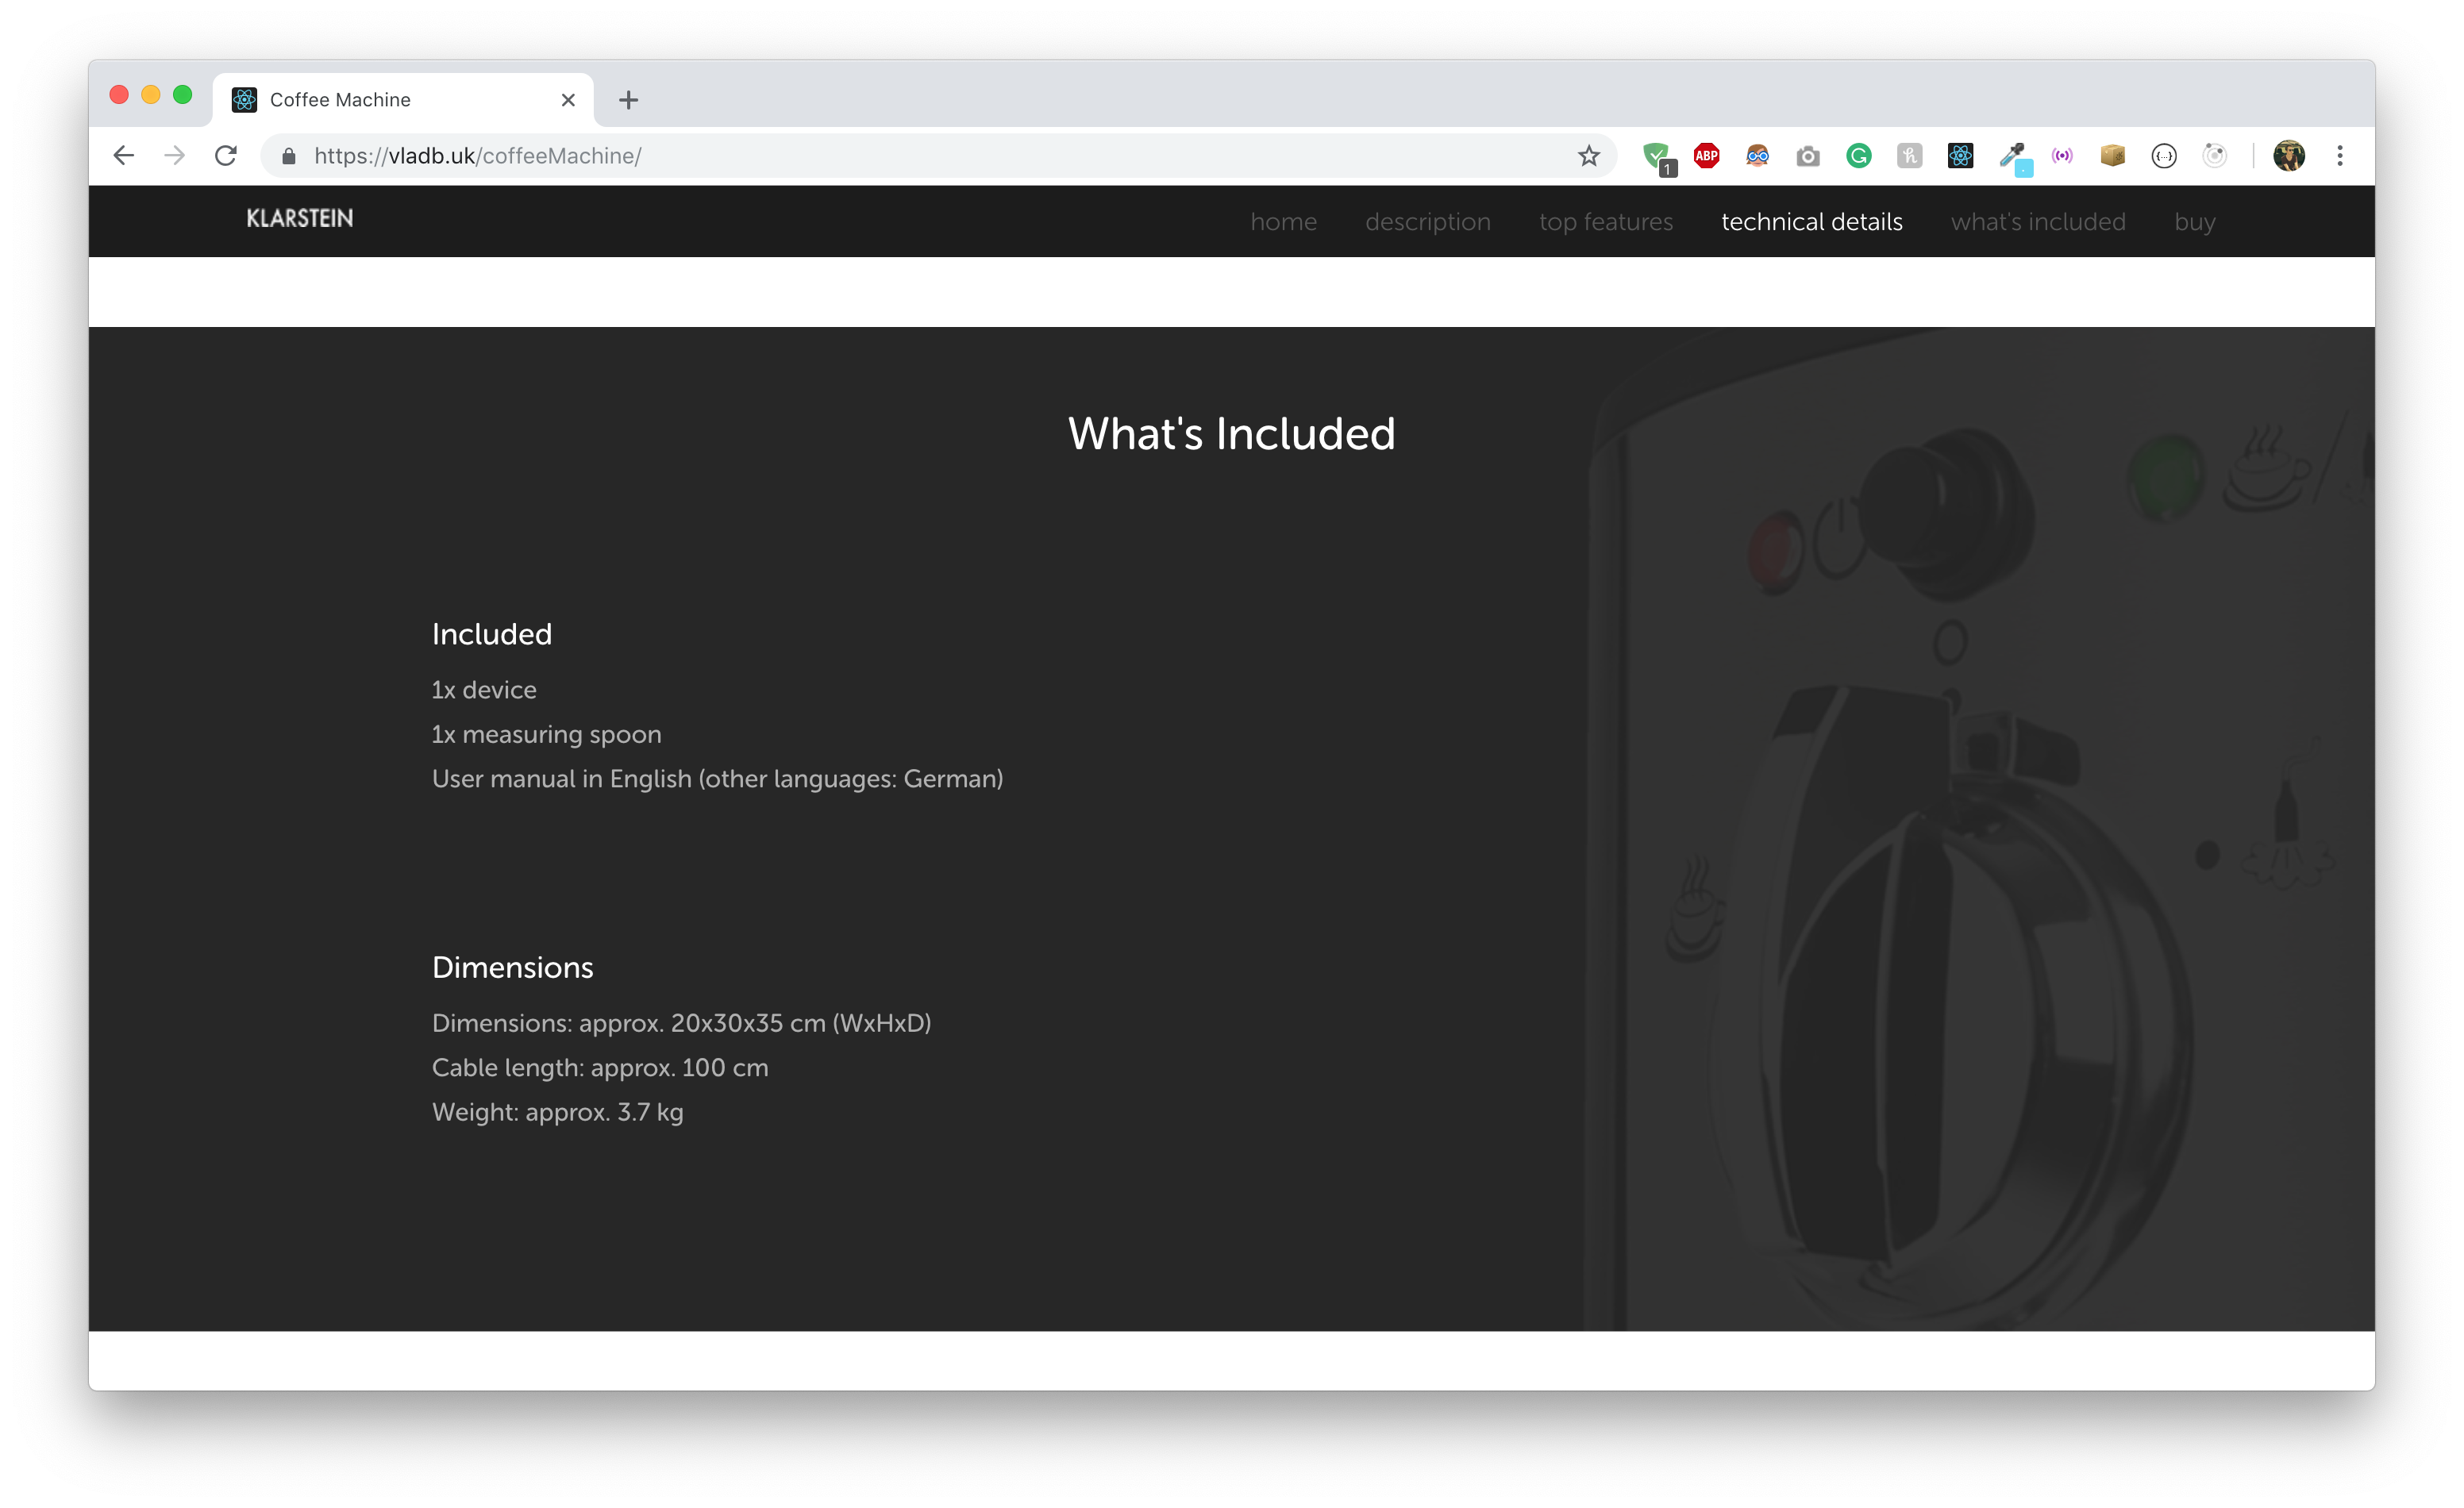 Coffee Machine
https://vladb.uk/coffeeMachine/
1
ABP
KLARSTEIN
home description top features technical details what's included buy
What's Included
Included
1x device
1x measuring spoon
User manual in English (other languages: German)
Dimensions
Dimensions: approx. 20x30x35 cm (WxHxD)
Cable length: approx. 100 cm
Weight: approx. 3.7 kg